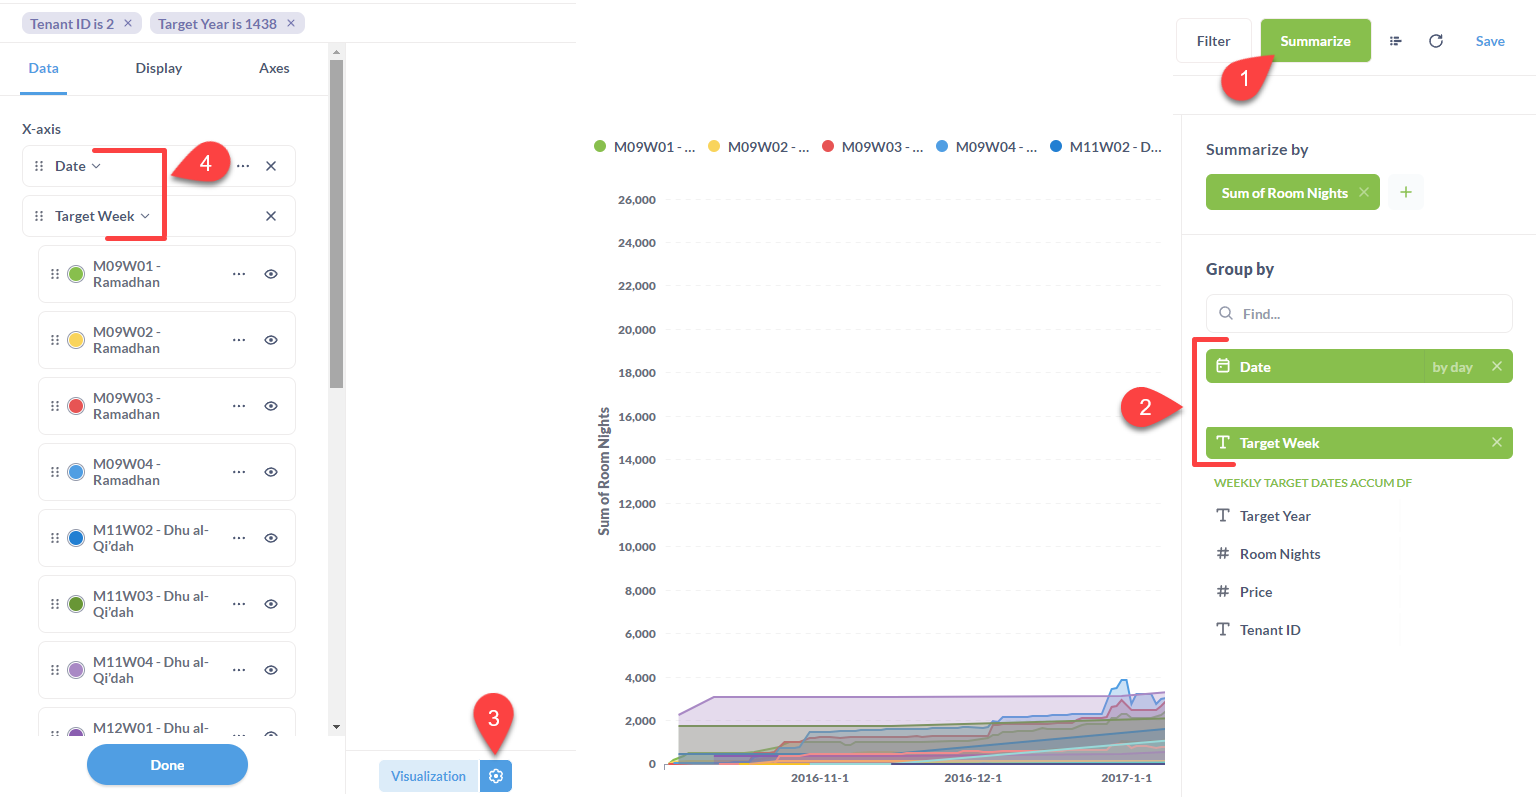 Tenant ID is 2 ×
Target Year is 1438 ×
Data
Display
Axes
X-axis
Date
Target Week
M09W01 -
Ramadhan
M09W02 -
Ramadhan
M09W03 -
Ramadhan
M09W04 -
Ramadhan
M11W02 - Dhu al-
Qi'dah
M11W03 - Dhu al-
Qi'dah
M11W04 - Dhu al-
Qi'dah
M12W01 - Dhu al-
Done
4
3
Visualization
M09W01 - ...
M09W02 - ...
M09W03 - ...
M09W04 - ...
M11W02 - D...
Sum of Room Nights
26,000
24,000
22,000
20,000
18,000
16,000
14,000
12,000
10,000
8,000
6,000
4,000
2,000
0
2016-11-1
2016-12-1
2017-1-1
Filter
Summarize
Save
1
Summarize by
Sum of Room Nights
+
Group by
Find...
2
Date
by day
Target Week
WEEKLY TARGET DATES ACCUM DF
Target Year
# Room Nights
# Price
Tenant ID